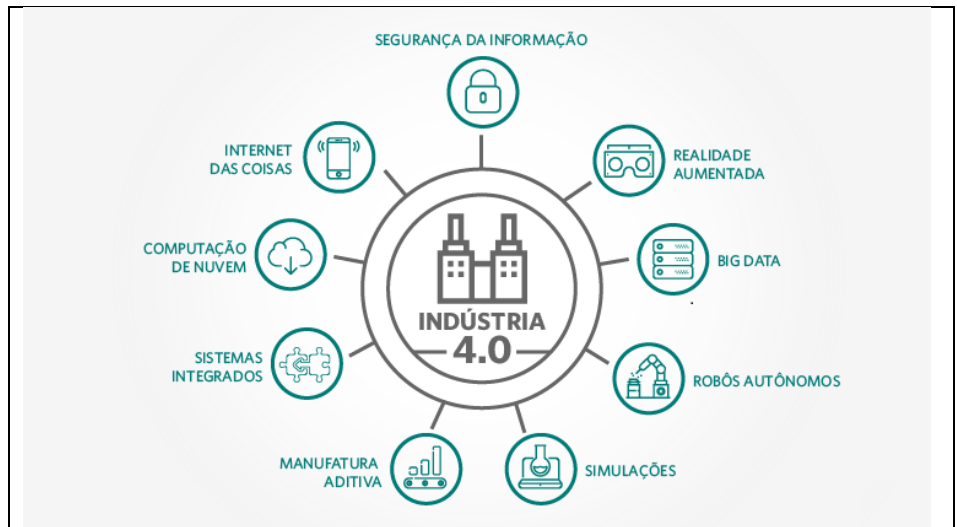 SEGURANÇA DA INFORMAÇÃO
INTERNET
DAS COISAS
REALIDADE
AUMENTADA
COMPUTAÇÃO
DE NUVEM
BIG DATA
INDÚSTRIA
4.0
SISTEMAS
INTEGRADOS
ROBÔS AUTÔNOMOS
MANUFATURA
ADITIVA
SIMULAÇÕES